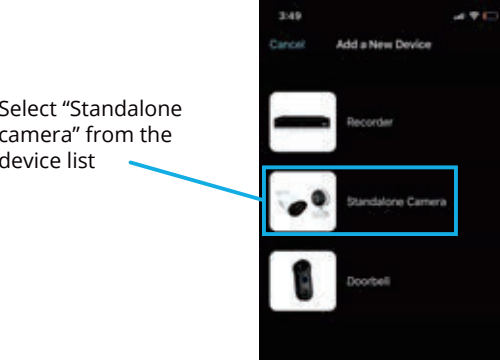 Select “Standalone
camera” from the
device list
3:49
Cancel Add a New Device
Recorder
Standalone Camera
Doorbell